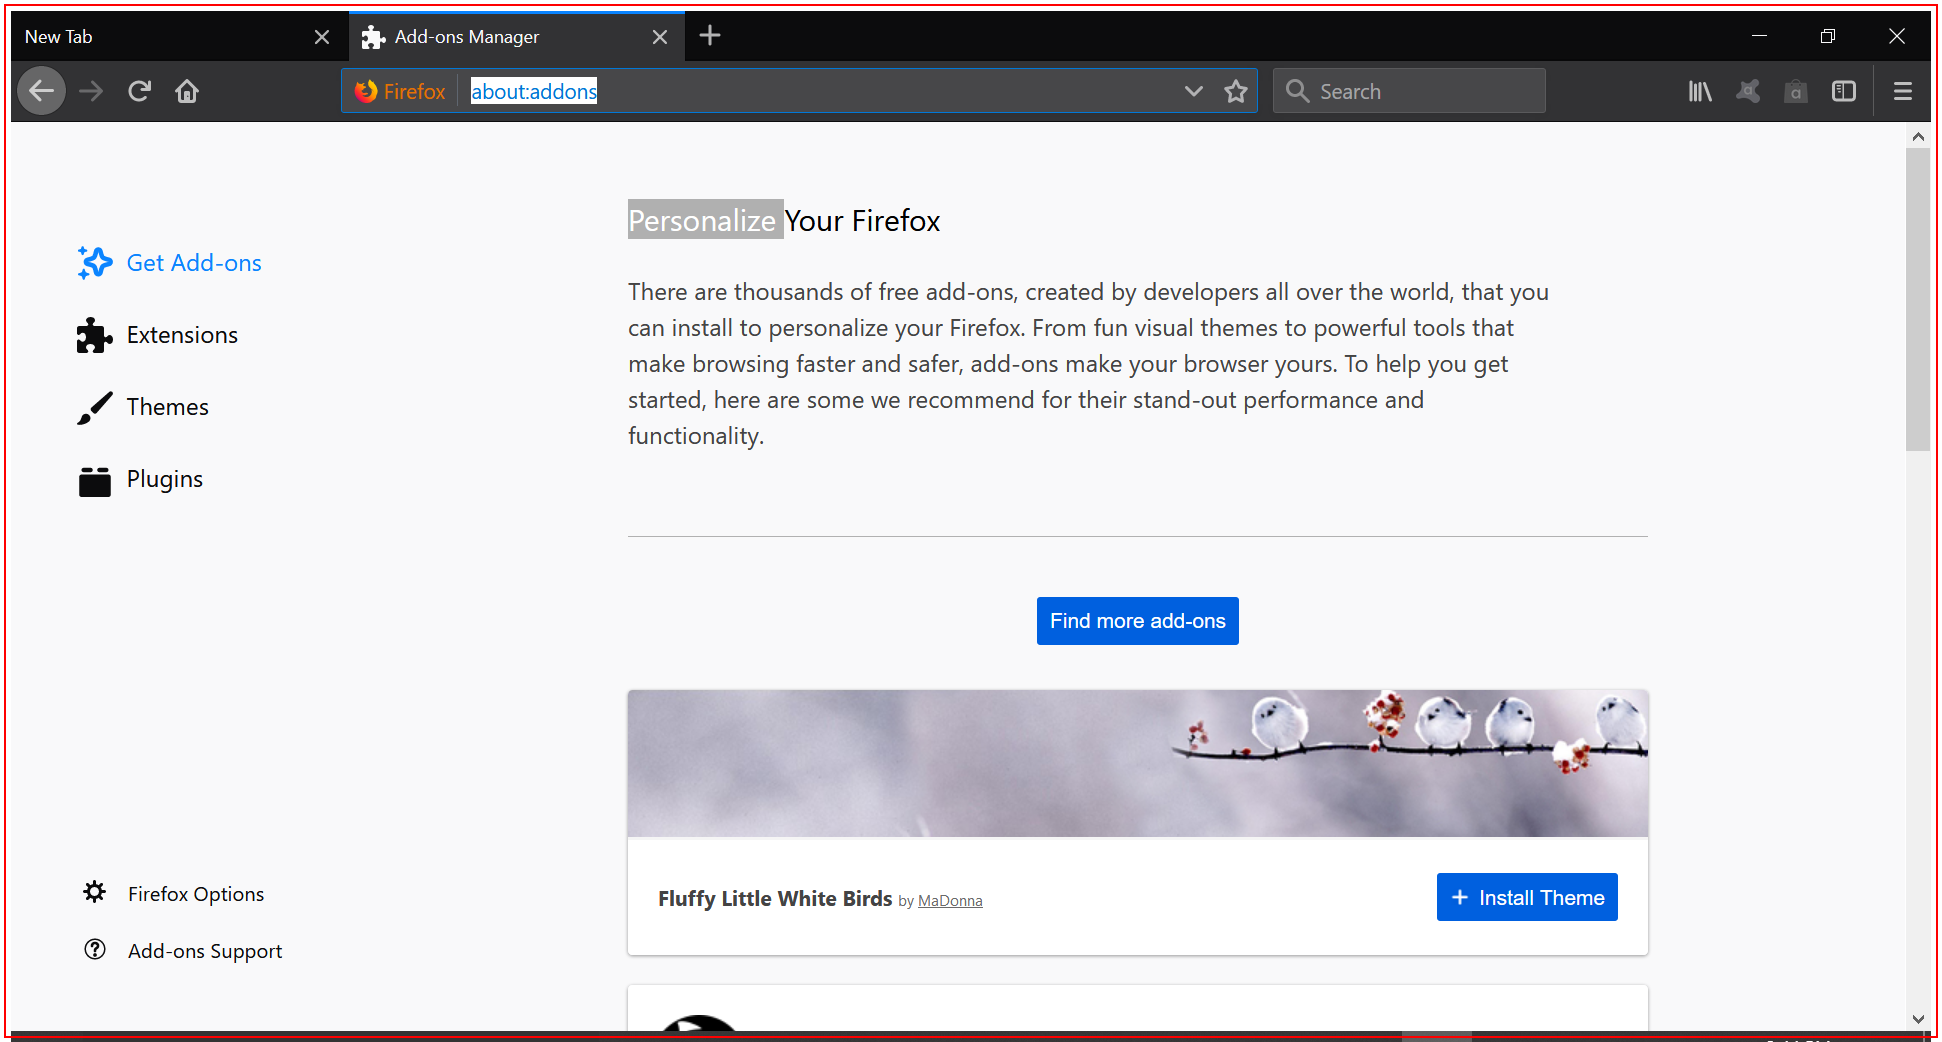 New Tab
Add-ons Manager
Firefox
about:addons
Search
Personalize Your Firefox
Get Add-ons
Extensions
Themes
Plugins
There are thousands of free add-ons, created by developers all over the world, that you
can install to personalize your Firefox. From fun visual themes to powerful tools that
make browsing faster and safer, add-ons make your browser yours. To help you get
started, here are some we recommend for their stand-out performance and
functionality.
Find more add-ons
Fluffy Little White Birds by MaDonna
Install Theme
Firefox Options
Add-ons Support